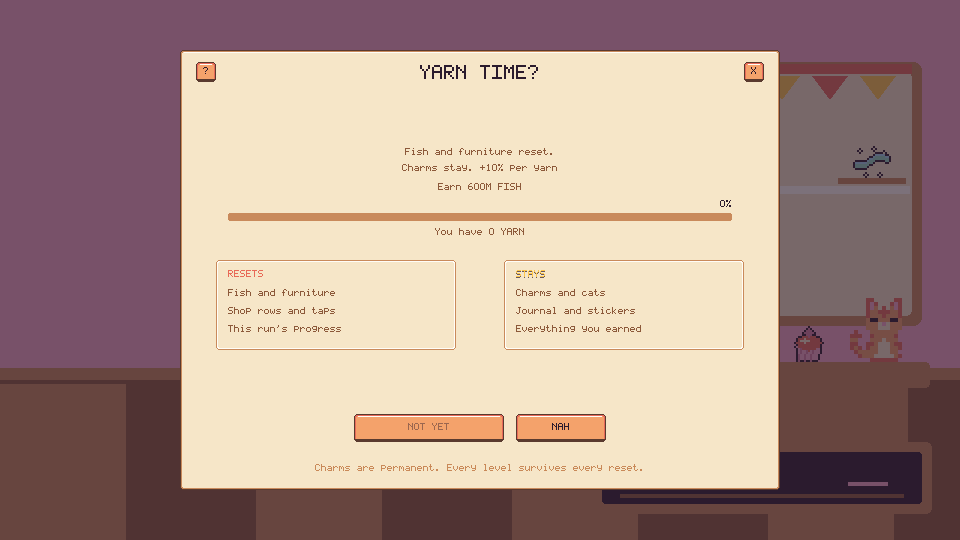 ?
YARN TIME?
X
Fish and furniture reset.
Charms stay. +10% Per Yarn
Earn 600M FISH
0%
You have 0 YARN
RESETS
Fish and furniture
Shop rows and taps
This run's Progress
STAYS
Charms and cats
Journal and stickers
Everything you earned
NOT YET
NAH
Charms are Permanent. Every level survives every reset.